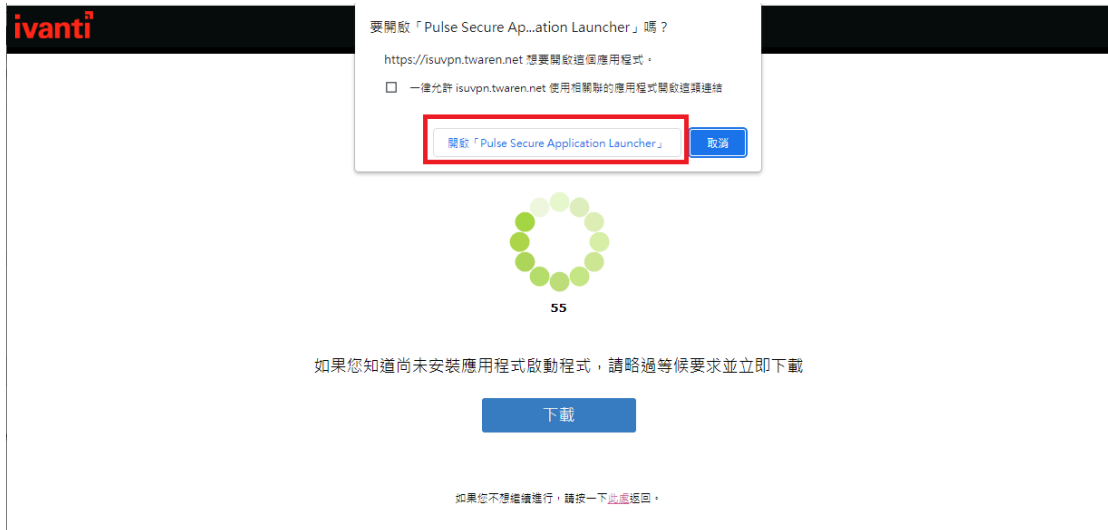 ivanti
要開啟「Pulse Secure Ap...ation Launcher」嗎？
https://isuvpn.twaren.net 想要開啟這個應用程式。
一律允許 isuvpn.twaren.net 使用相關聯的應用程式開啟這類連結
開啟「Pulse Secure Application Launcher」
取消
55
如果您知道尚未安裝應用程式啟動程式，請略過等候要求並立即下載
下載
如果您不想繼續進行，請按一下此處返回。